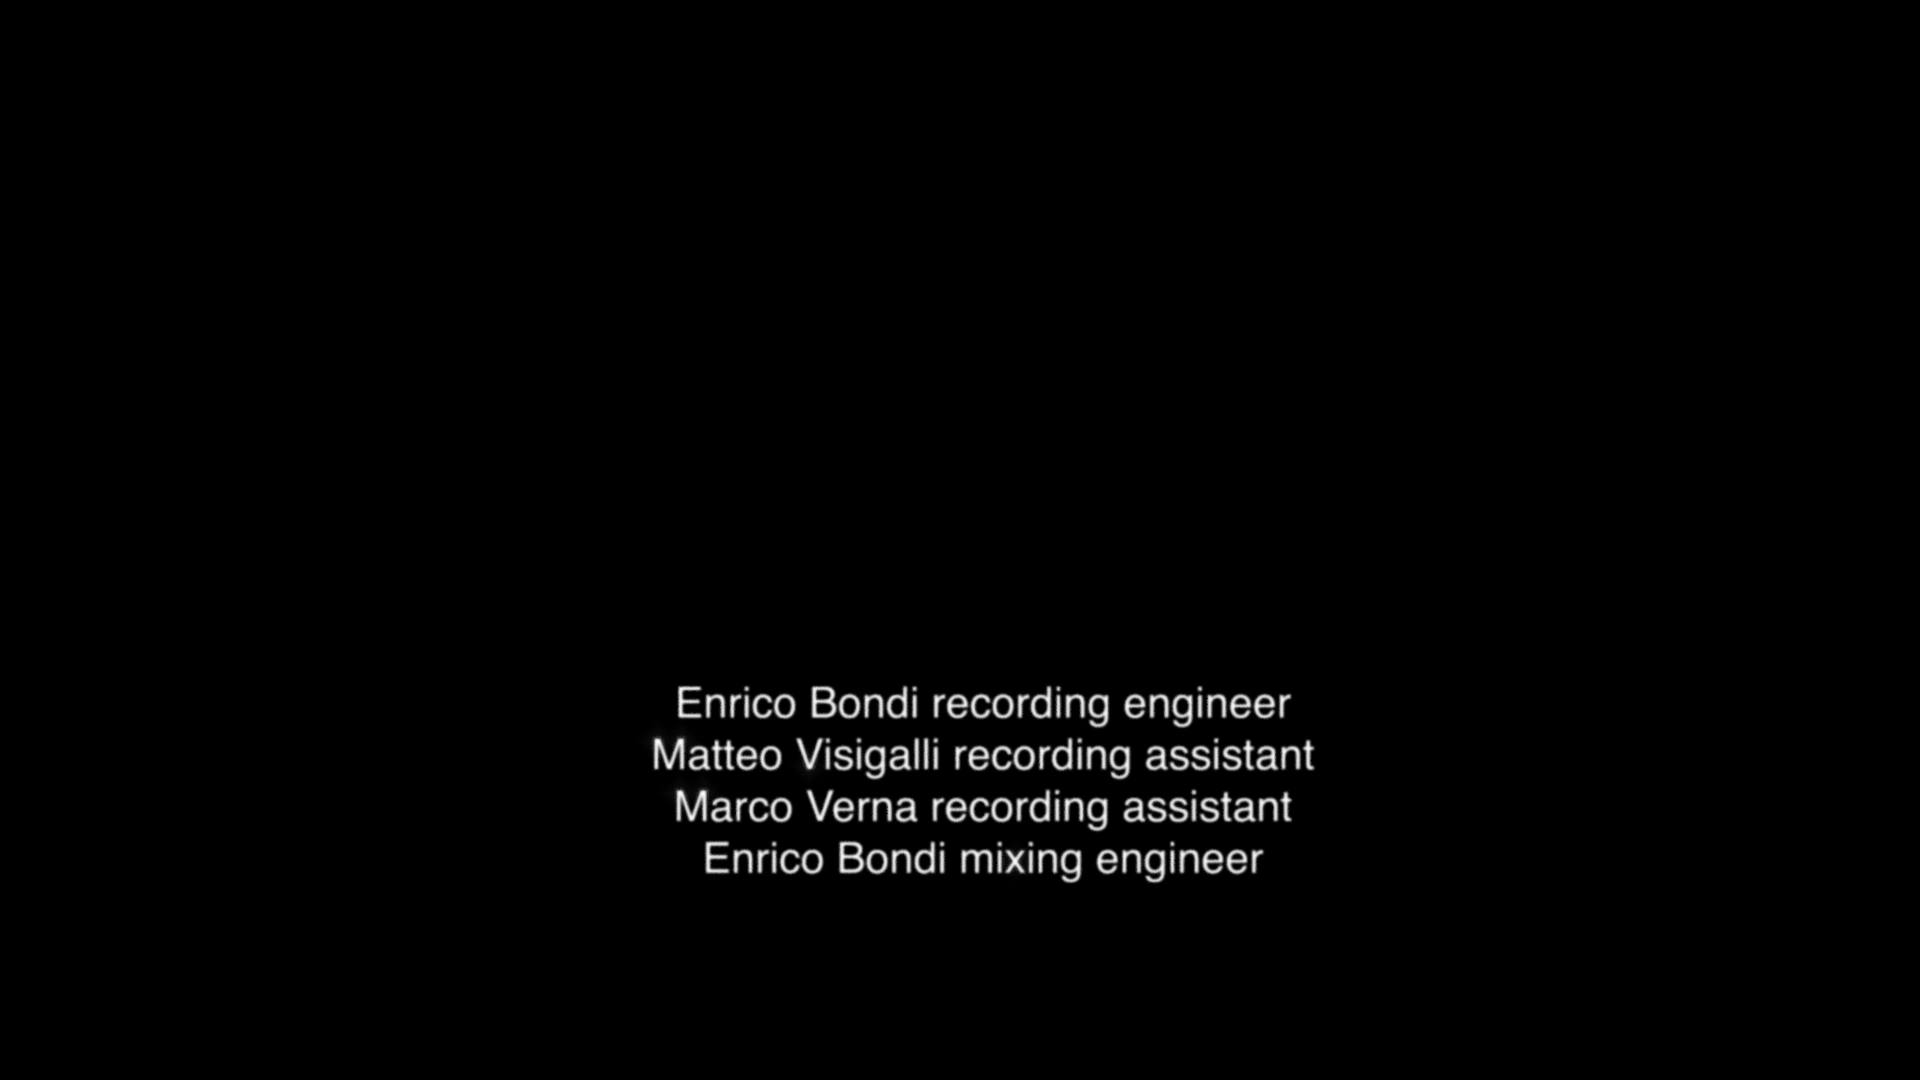 Enrico Bondi recording engineer
Matteo Visigalli recording assistant
Marco Verna recording assistant
Enrico Bondi mixing engineer